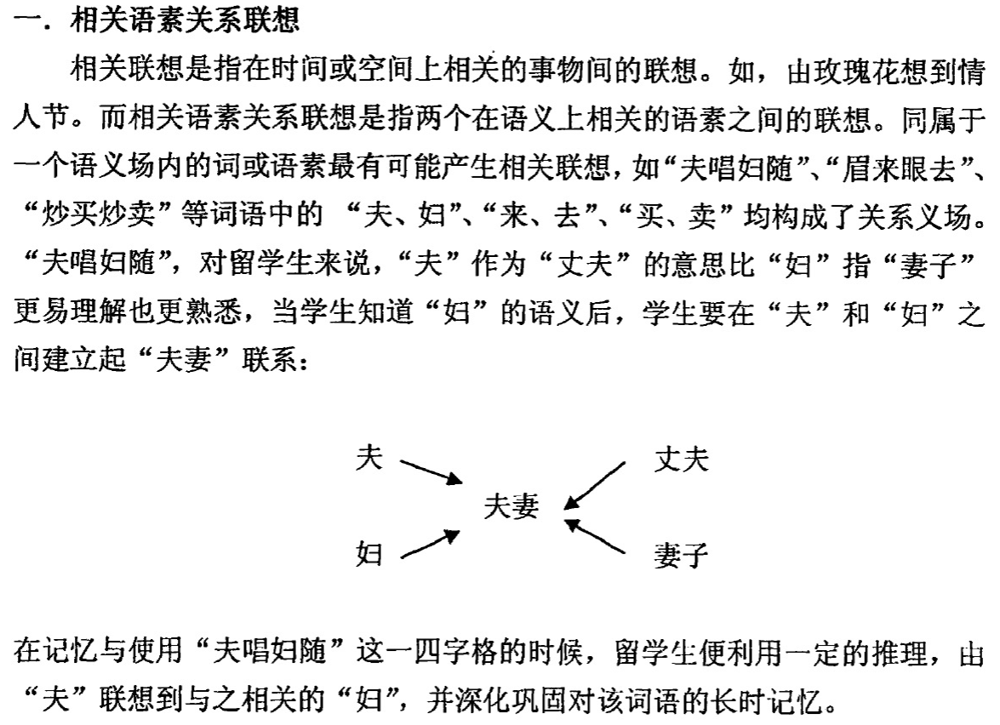 一．相关语素关系联想
相关联想是指在时间或空间上相关的事物间的联想。如，由玫瑰花想到情
人节。而相关语素关系联想是指两个在语义上相关的语素之间的联想。同属于
一个语义场内的词或语素最有可能产生相关联想，如“夫唱妇随”、“眉来眼去”、
“炒买炒卖”等词语中的 “夫、妇”、“来、去”、“买、卖”均构成了关系义场。
“夫唱妇随”，对留学生来说，“夫”作为“丈夫”的意思比“妇”指“妻子”
更易理解也更熟悉，当学生知道“妇”的语义后，学生要在“夫”和“妇”之
间建立起“夫妻”联系：
夫 丈夫
夫妻
妇 妻子
在记忆与使用“夫唱妇随”这一四字格的时候，留学生便利用一定的推理，由
“夫”联想到与之相关的“妇”，并深化巩固对该词语的长时记忆。